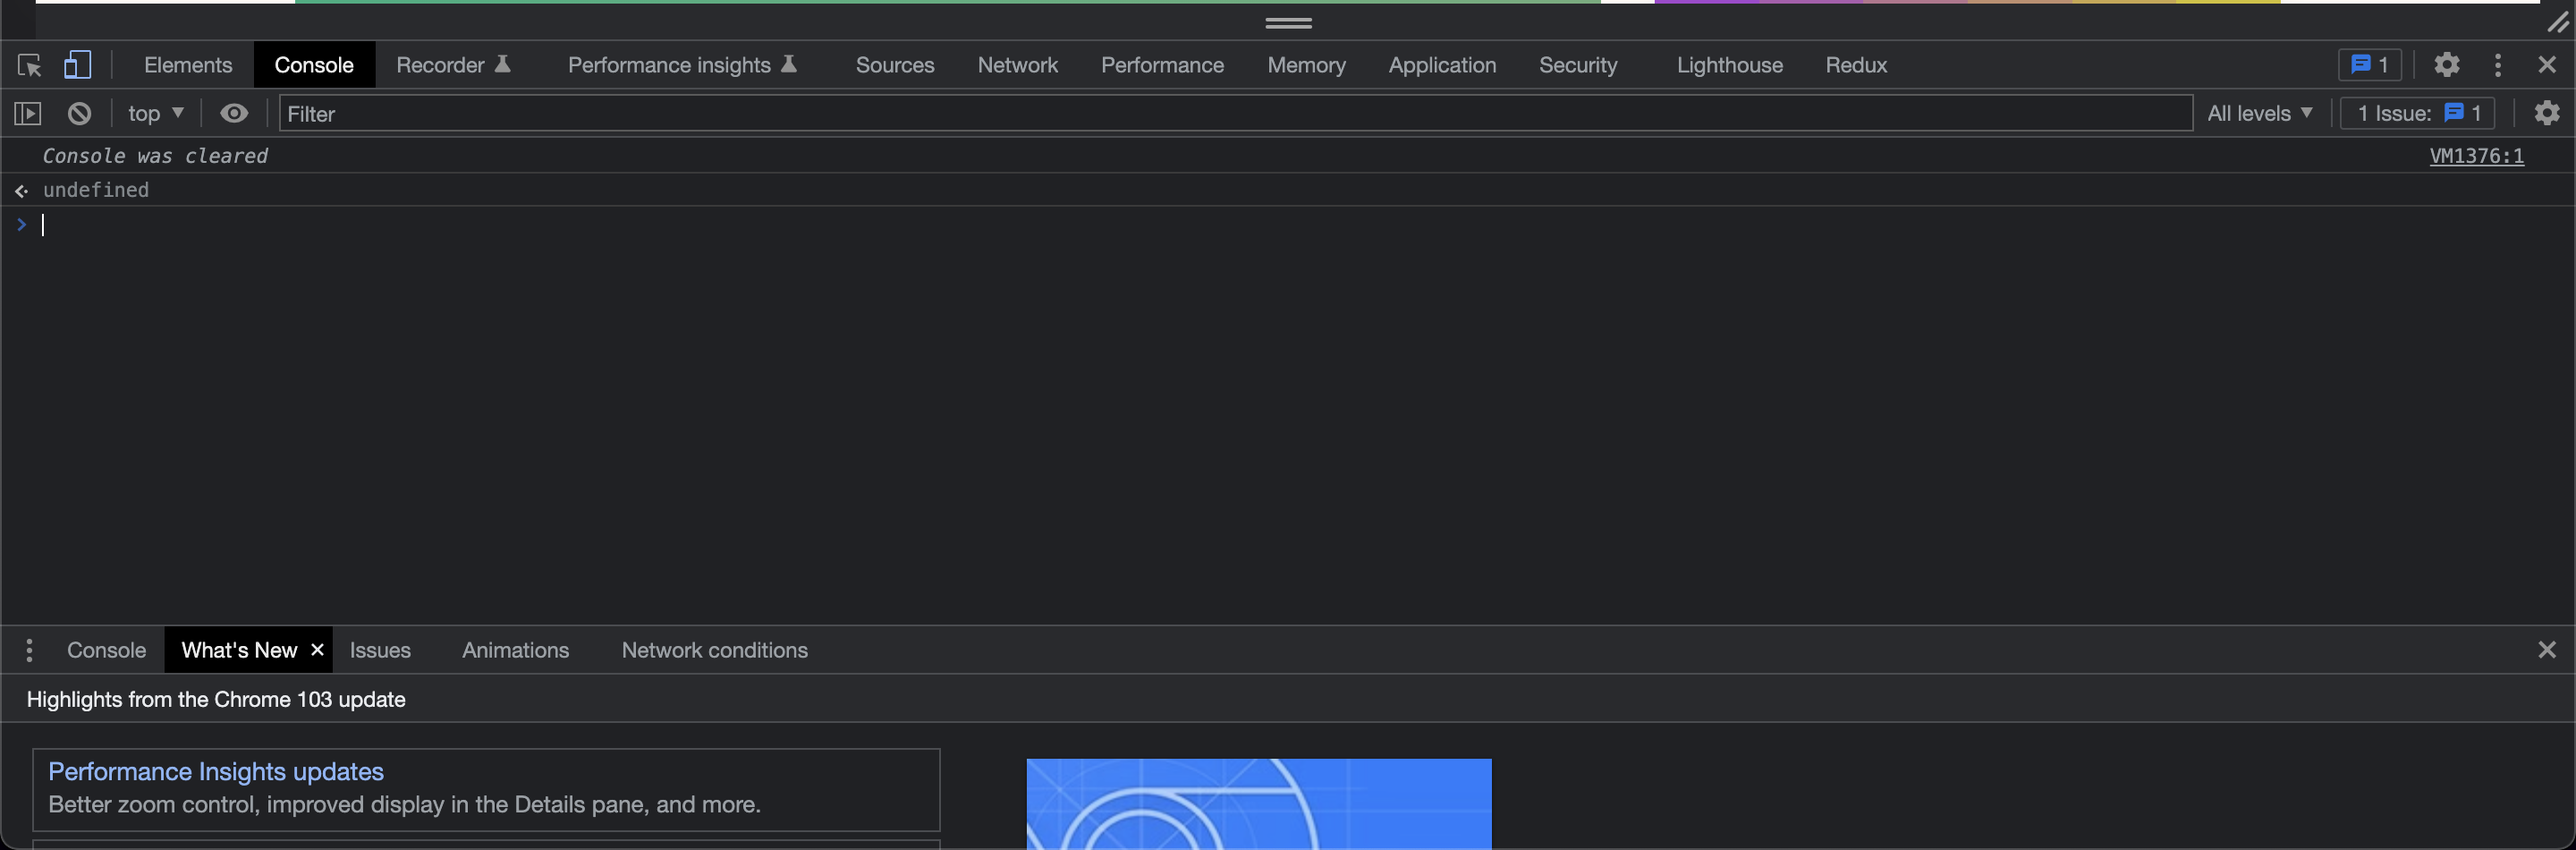 Elements Console Recorder Performance insights Sources Network Performance Memory Application Security Lighthouse Redux 1
top Filter All levels 1 Issue: 1
Console was cleared VM1376:1
undefined
Console What's New Issues Animations Network conditions
Highlights from the Chrome 103 update
Performance Insights updates
Better zoom control, improved display in the Details pane, and more.